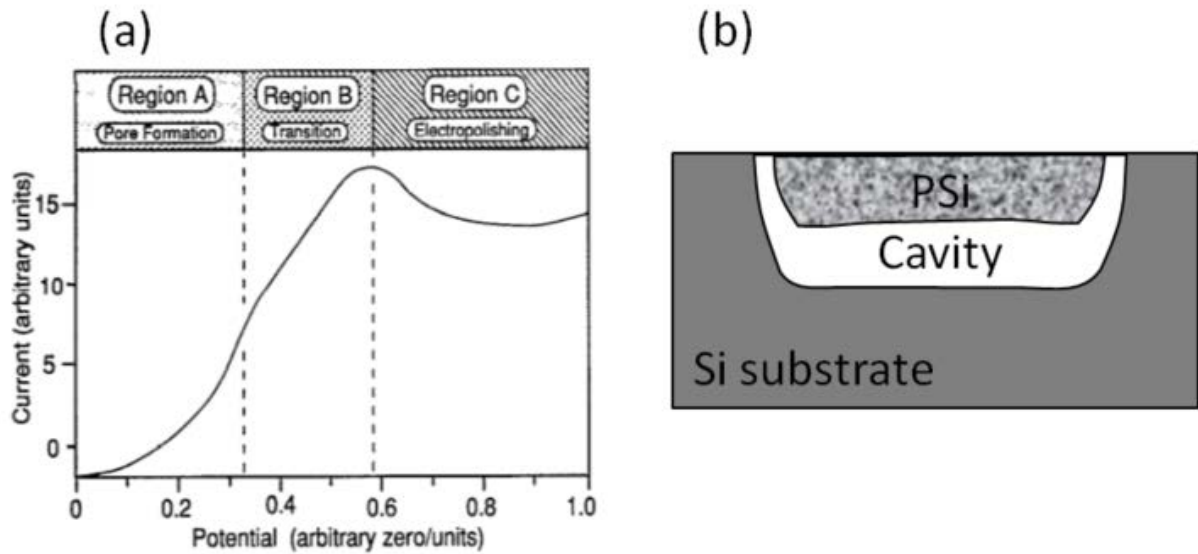 (a)
Region A
Region B
Region C
Pore Formation
Transition
Electropolishing
Current (arbitrary units)
15
10
5
0
0
0.2
0.4
0.6
0.8
1.0
Potential (arbitrary zero/units)
(b)
PSi
Cavity
Si substrate